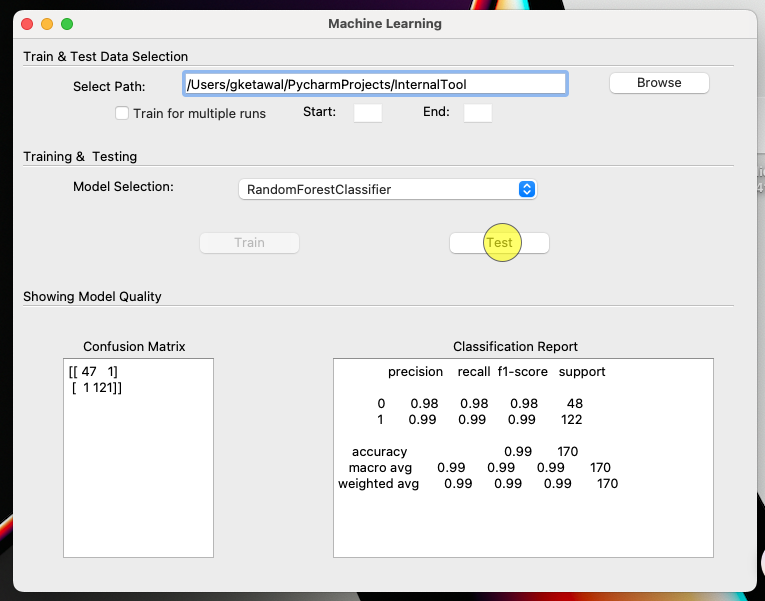 Machine Learning
Train & Test Data Selection
Select Path: /Users/gketawal/PycharmProjects/InternalTool Browse
Train for multiple runs Start: End:
Training & Testing
Model Selection: RandomForestClassifier
Train Test
Showing Model Quality
Confusion Matrix Classification Report
[[ 47 1]
[ 1 121]]
precision recall f1-score support
0 0.98 0.98 0.98 48
1 0.99 0.99 0.99 122
accuracy 0.99 170
macro avg 0.99 0.99 0.99 170
weighted avg 0.99 0.99 0.99 170